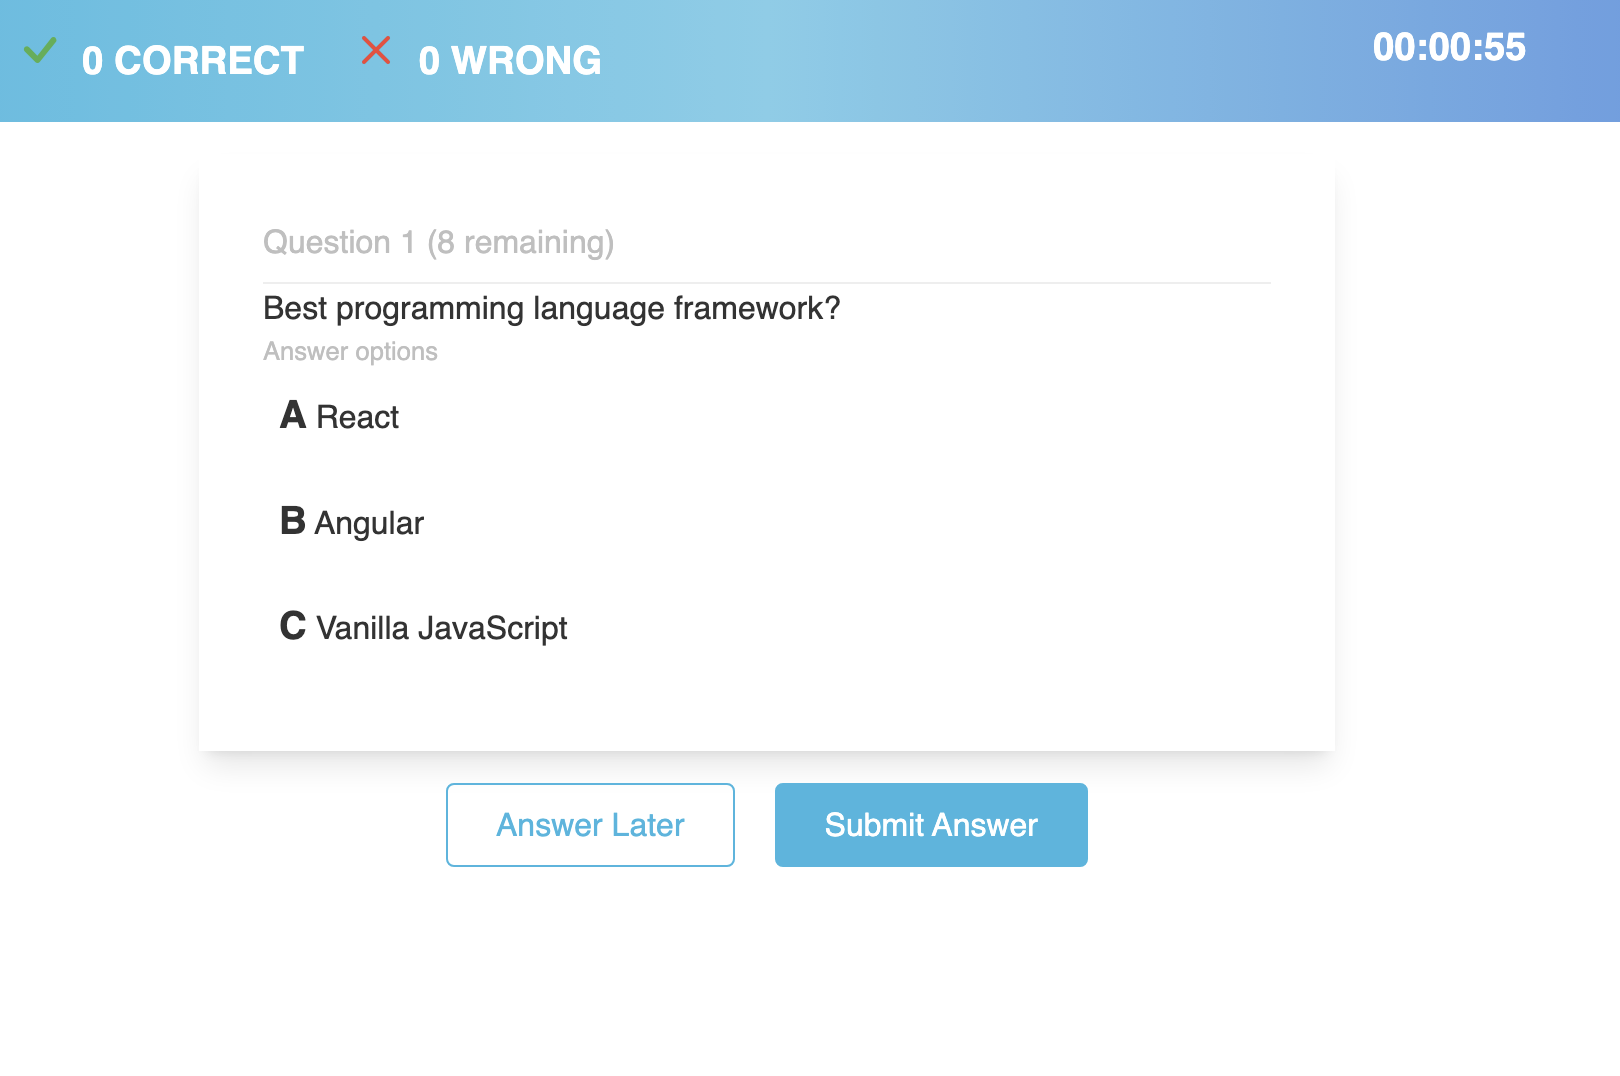 0 CORRECT 0 WRONG 00:00:55
Question 1 (8 remaining)
Best programming language framework?
Answer options
A React
B Angular
C Vanilla JavaScript
Answer Later Submit Answer